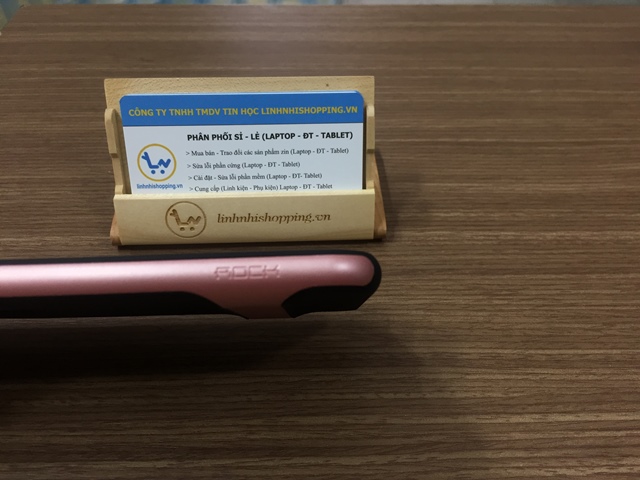 CÔNG TY TNHH TMDV TIN HỌC LINHNHISHOPPING.VN
PHÂN PHỐI SỈ - LẺ (LAPTOP - ĐT - TABLET)
> Mua bán - Trao đổi các sản phẩm zin (Laptop - ĐT - Tablet)
> Sửa lỗi phần cứng (Laptop - ĐT - Tablet)
> Cài đặt - Sửa lỗi phần mềm (Laptop - ĐT- Tablet)
> Cung cấp (Linh kiện - Phụ kiện) Laptop - ĐT - Tablet
linhnhishopping.vn
linhnhishopping.vn
ROCK